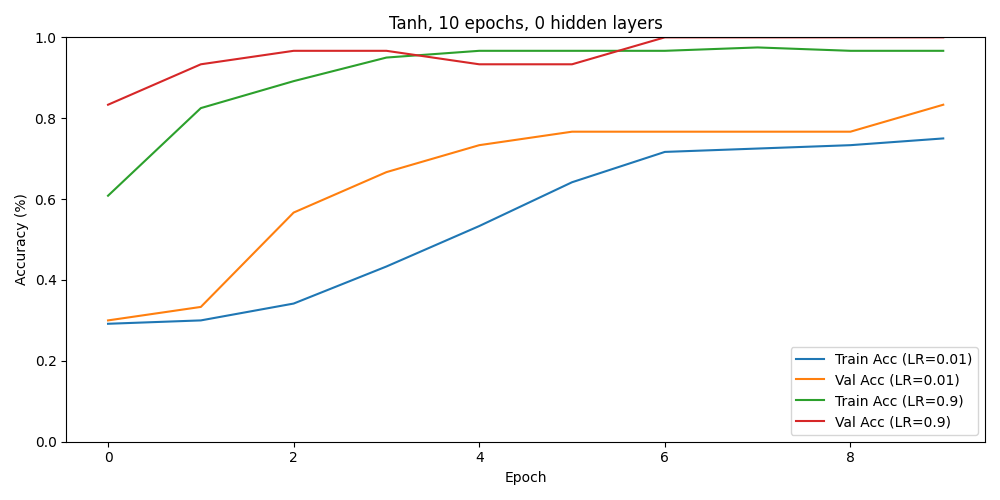 Tanh, 10 epochs, 0 hidden layers
1.0
0.8
0.6
0.4
0.2
0.0
Accuracy (%)
0 2 4 6 8
Epoch
Train Acc (LR=0.01)
Val Acc (LR=0.01)
Train Acc (LR=0.9)
Val Acc (LR=0.9)